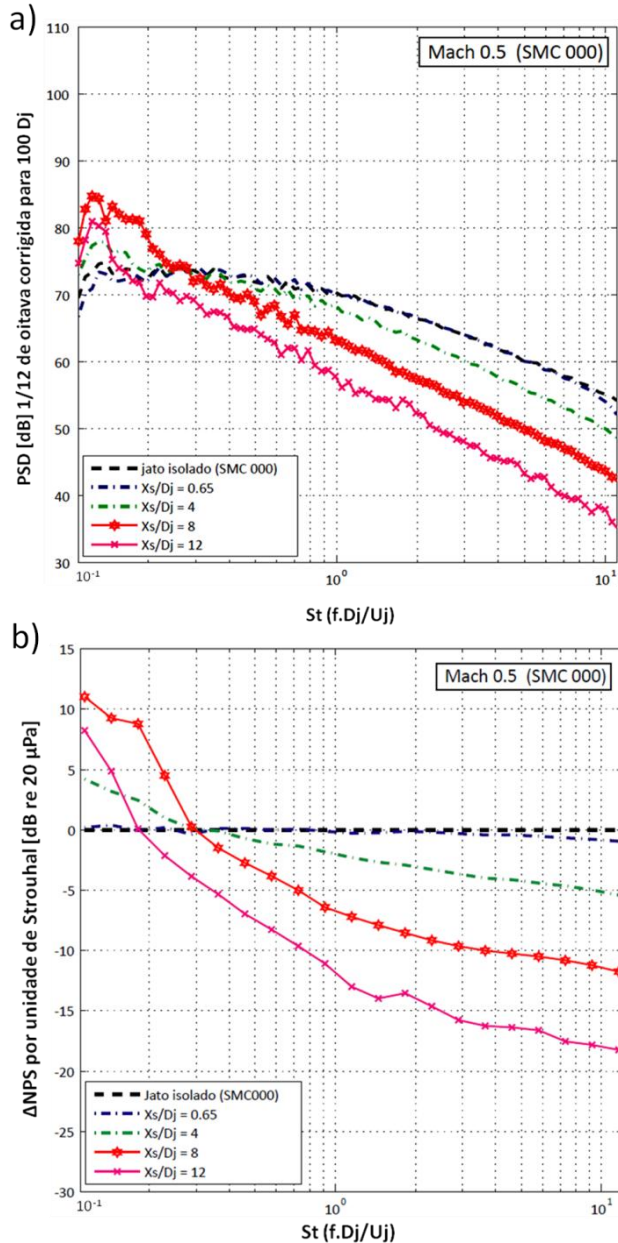 a)
110
100
90
80
70
60
50
40
30
PSD [dB] 1/12 de oitava corrigida para 100 Dj
Mach 0.5 (SMC 000)
jato isolado (SMC 000)
Xs/Dj = 0.65
Xs/Dj = 4
Xs/Dj = 8
Xs/Dj = 12
10⁻¹ 10⁰ 10¹
St (f.Dj/Uj)
b)
15
10
5
0
-5
-10
-15
-20
-25
-30
ΔNPS por unidade de Strouhal [dB re 20 µPa]
Mach 0.5 (SMC 000)
Jato isolado (SMC000)
Xs/Dj = 0.65
Xs/Dj = 4
Xs/Dj = 8
Xs/Dj = 12
10⁻¹ 10⁰ 10¹
St (f.Dj/Uj)